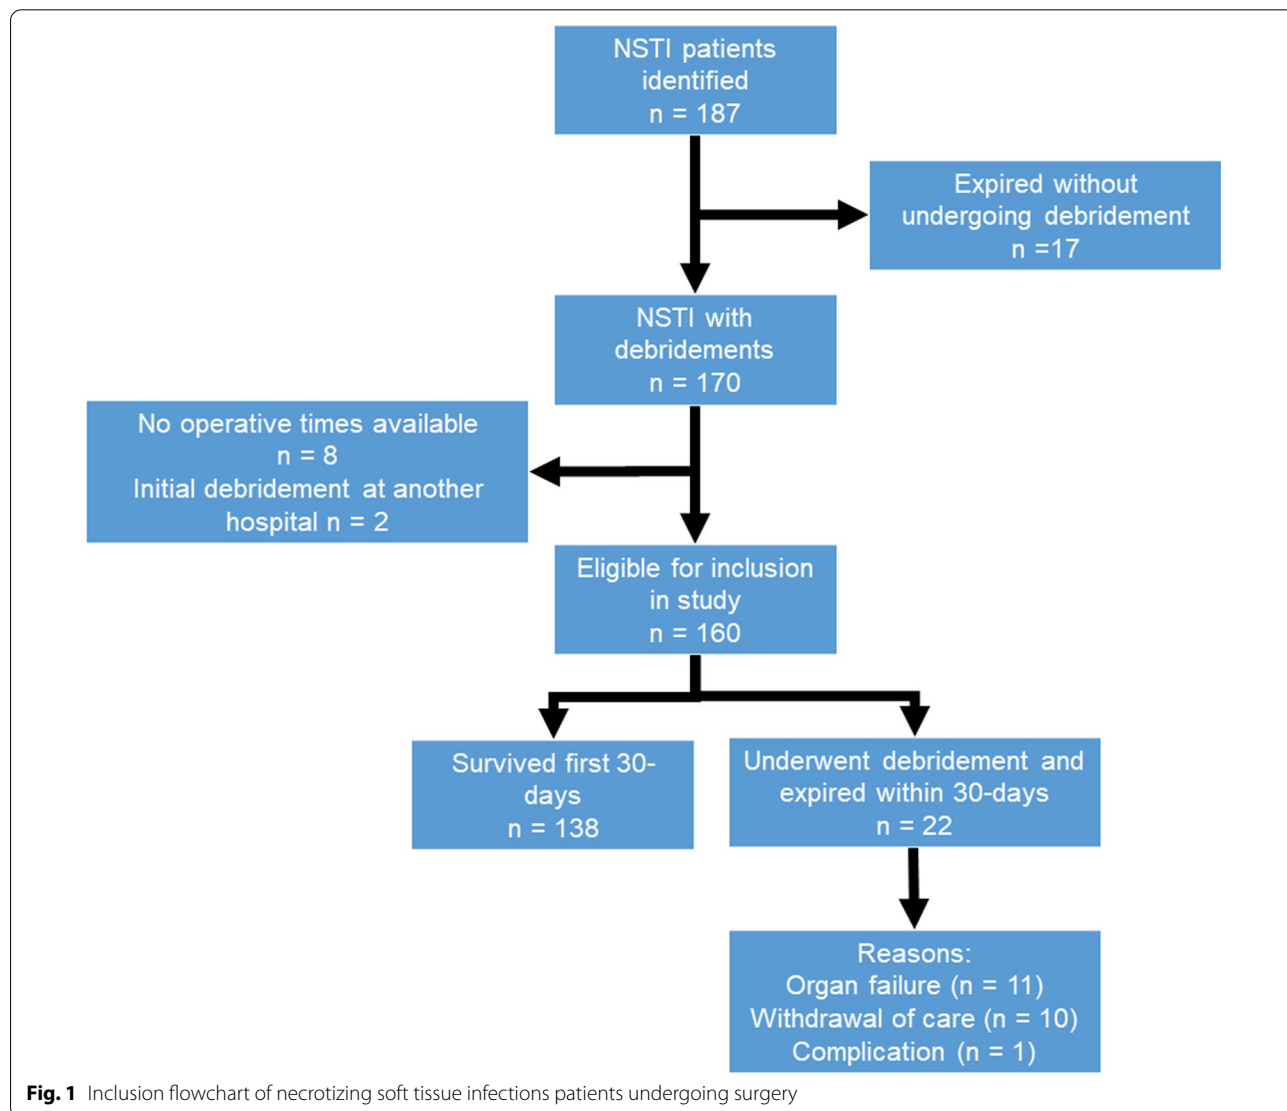 NSTI patients
identified
n = 187
Expired without
undergoing debridement
n =17
NSTI with
debridements
n = 170
No operative times available
n = 8
Initial debridement at another
hospital n = 2
Eligible for inclusion
in study
n = 160
Survived first 30-
days
n = 138
Underwent debridement and
expired within 30-days
n = 22
Reasons:
Organ failure (n = 11)
Withdrawal of care (n = 10)
Complication (n = 1)
Fig. 1 Inclusion flowchart of necrotizing soft tissue infections patients undergoing surgery